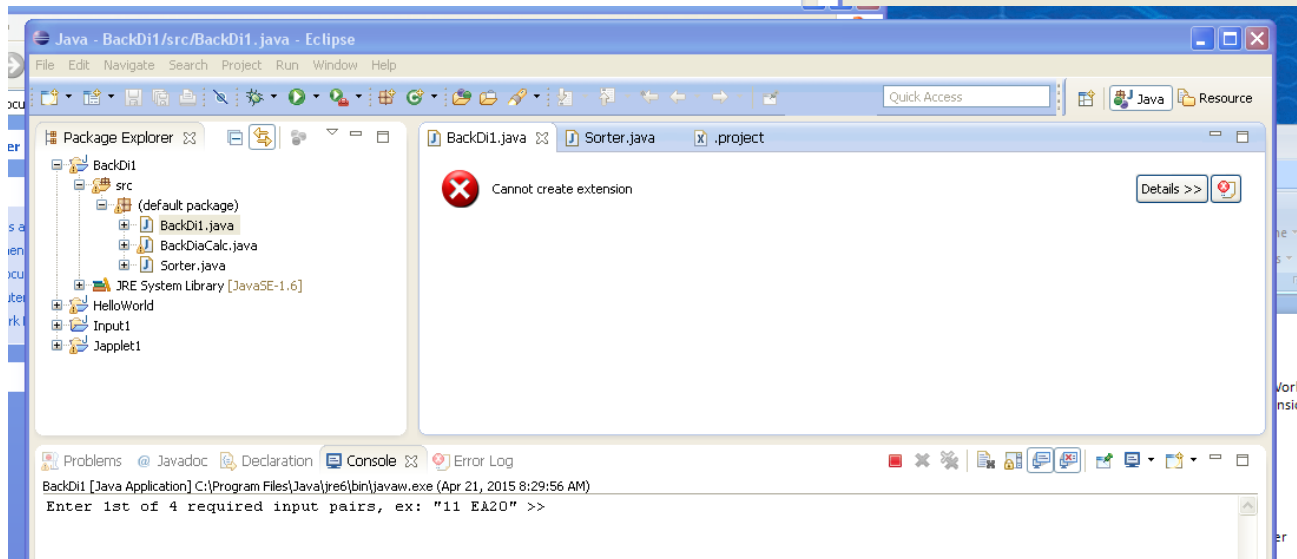 Java - BackDi1/src/BackDi1.java - Eclipse
File Edit Navigate Search Project Run Window Help
Quick Access
Java
Resource
Package Explorer
BackDi1
src
(default package)
BackDi1.java
BackDiaCalc.java
Sorter.java
JRE System Library [JavaSE-1.6]
HelloWorld
Input1
Japplet1
BackDi1.java Sorter.java .project
Cannot create extension
Details >>
Problems @ Javadoc Declaration Console Error Log
BackDi1 [Java Application] C:\Program Files\Java\jre6\bin\javaw.exe (Apr 21, 2015 8:29:56 AM)
Enter 1st of 4 required input pairs, ex: "11 EA20" >>